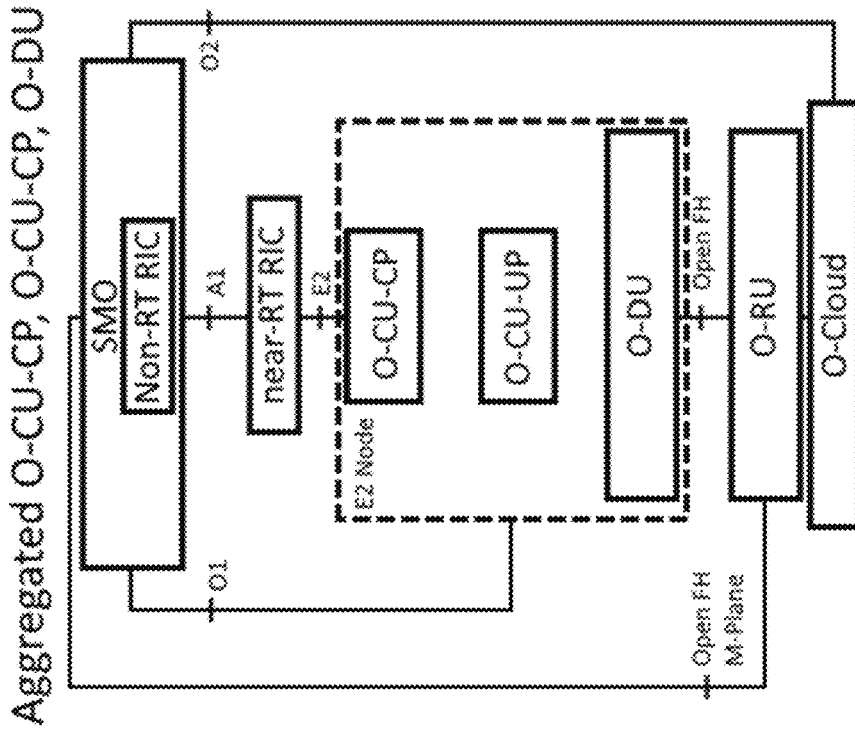 Aggregated O-CU-CP, O-CU-CP, O-DU
SMO
Non-RT RIC
O1
A1
O2
near-RT RIC
E2
E2 Node
O-CU-CP
O-CU-UP
O-DU
Open FH
M-Plane
Open FH
O-RU
O-Cloud